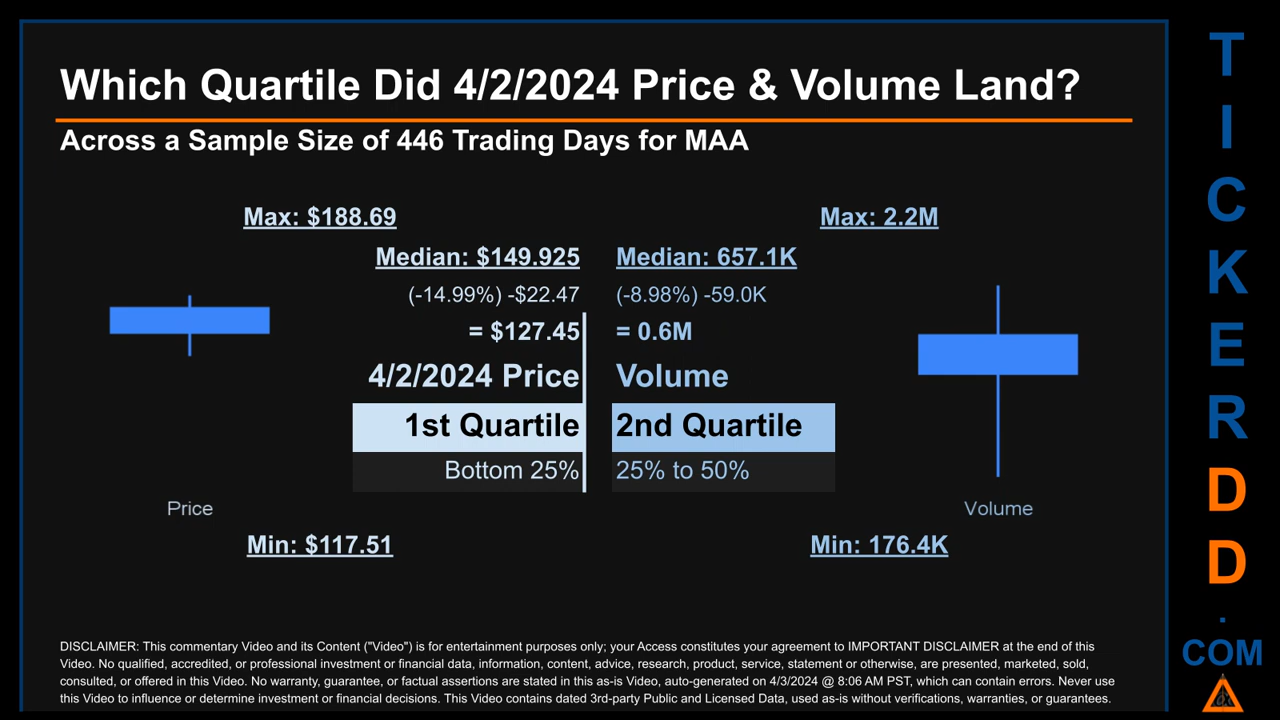 Which Quartile Did 4/2/2024 Price & Volume Land?
Across a Sample Size of 446 Trading Days for MAA
Max: $188.69
Max: 2.2M
Median: $149.925
Median: 657.1K
(-14.99%) -$22.47
(-8.98%) -59.0K
= $127.45
= 0.6M
4/2/2024 Price
Volume
1st Quartile
2nd Quartile
Bottom 25%
25% to 50%
Price
Volume
Min: $117.51
Min: 176.4K
DISCLAIMER: This commentary Video and its Content ("Video") is for entertainment purposes only; your Access constitutes your agreement to IMPORTANT DISCLAIMER at the end of this
Video. No qualified, accredited, or professional investment or financial data, information, content, advice, research, product, service, statement or otherwise, are presented, marketed, sold,
consulted, or offered in this Video. No warranty, guarantee, or factual assertions are stated in this as-is Video, auto-generated on 4/3/2024 @ 8:06 AM PST, which can contain errors. Never use
this Video to influence or determine investment or financial decisions. This Video contains dated 3rd-party Public and Licensed Data, used as-is without verifications, warranties, or guarantees.
T
I
C
K
E
R
D
D
.
COM